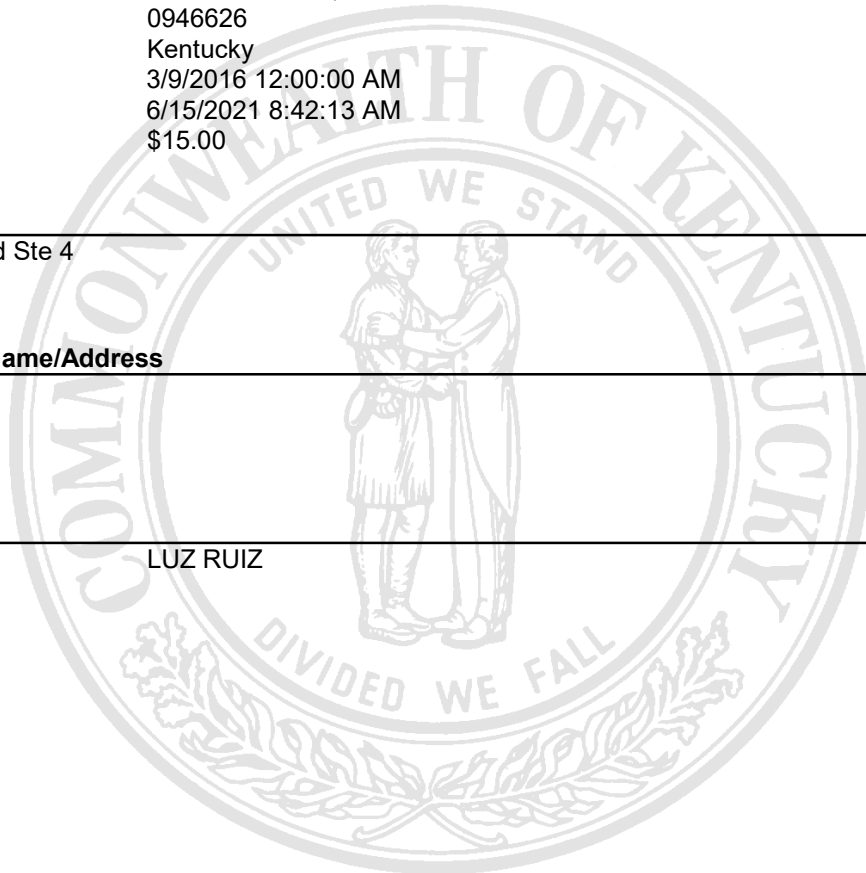 0946626
Kentucky
3/9/2016 12:00:00 AM
6/15/2021 8:42:13 AM
$15.00
COMMONWEALTH OF KENTUCKY
UNITED WE STAND
d Ste 4
ame/Address
LUZ RUIZ
DIVIDED WE FALL